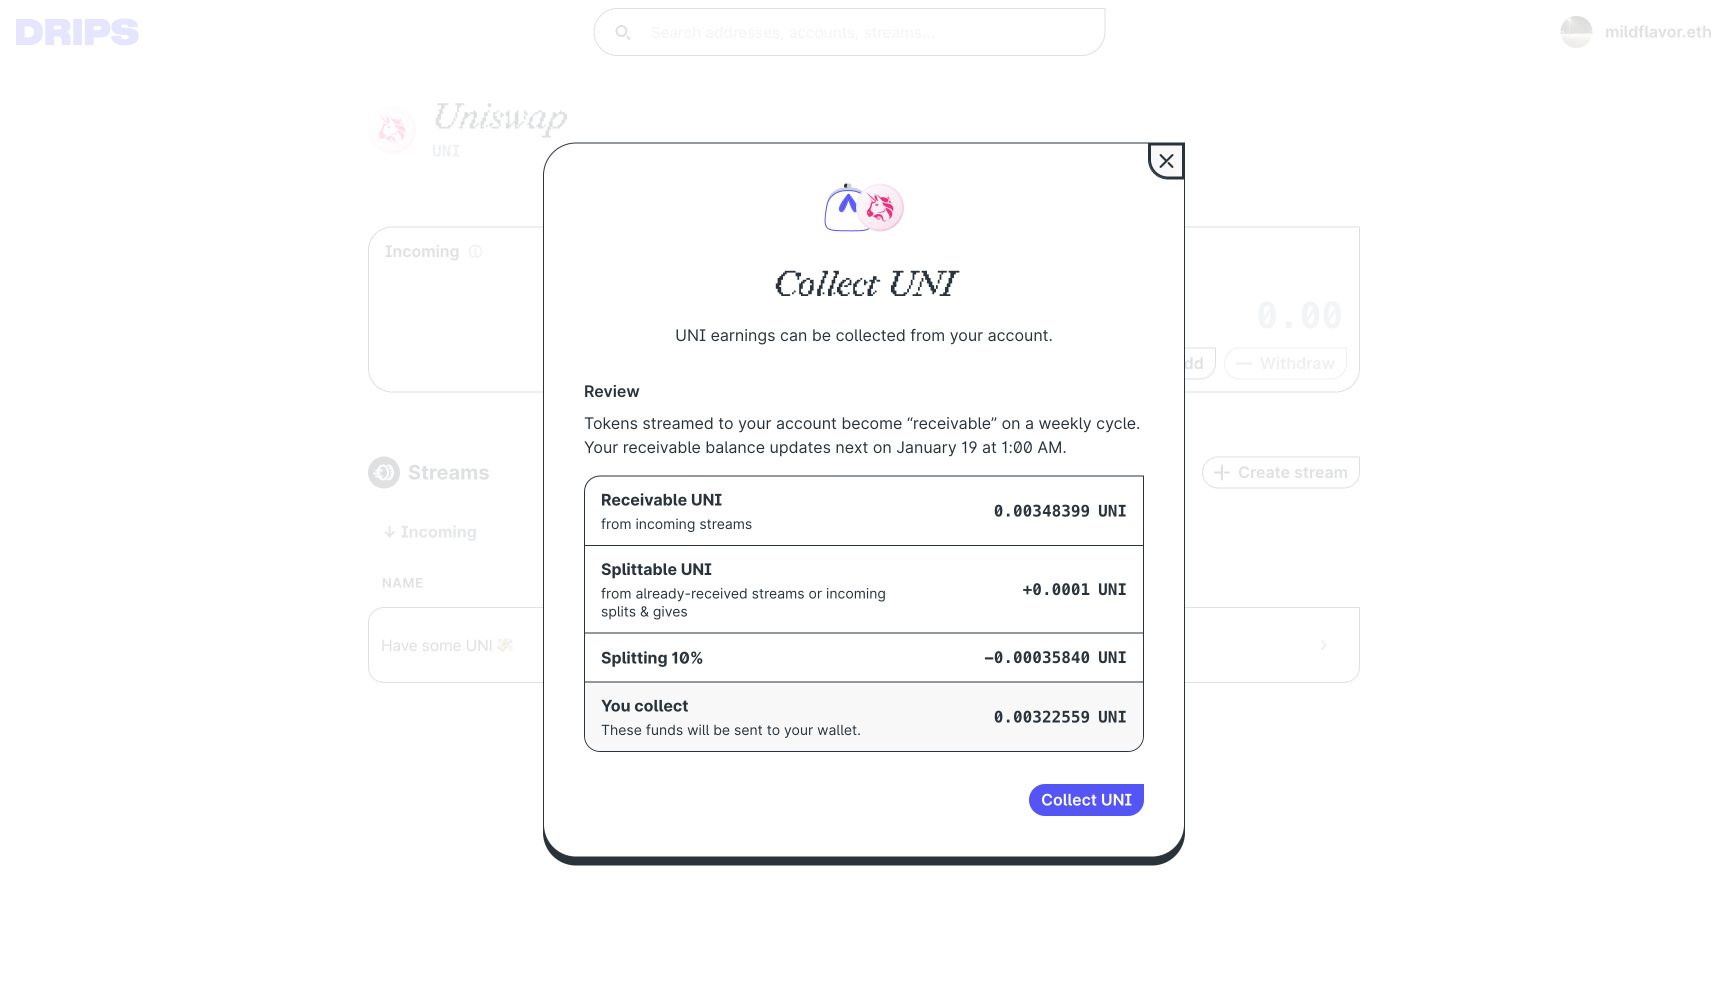 DRIPS
Search addresses, accounts, streams...
mildflavor.eth
Uniswap
UNI
Incoming
0.00
dd
Withdraw
Streams
Create stream
Incoming
NAME
Have some UNI
Collect UNI
UNI earnings can be collected from your account.
Review
Tokens streamed to your account become “receivable” on a weekly cycle.
Your receivable balance updates next on January 19 at 1:00 AM.
Receivable UNI
from incoming streams
0.00348399 UNI
Splittable UNI
from already-received streams or incoming
splits & gives
+0.0001 UNI
Splitting 10%
−0.00035840 UNI
You collect
These funds will be sent to your wallet.
0.00322559 UNI
Collect UNI